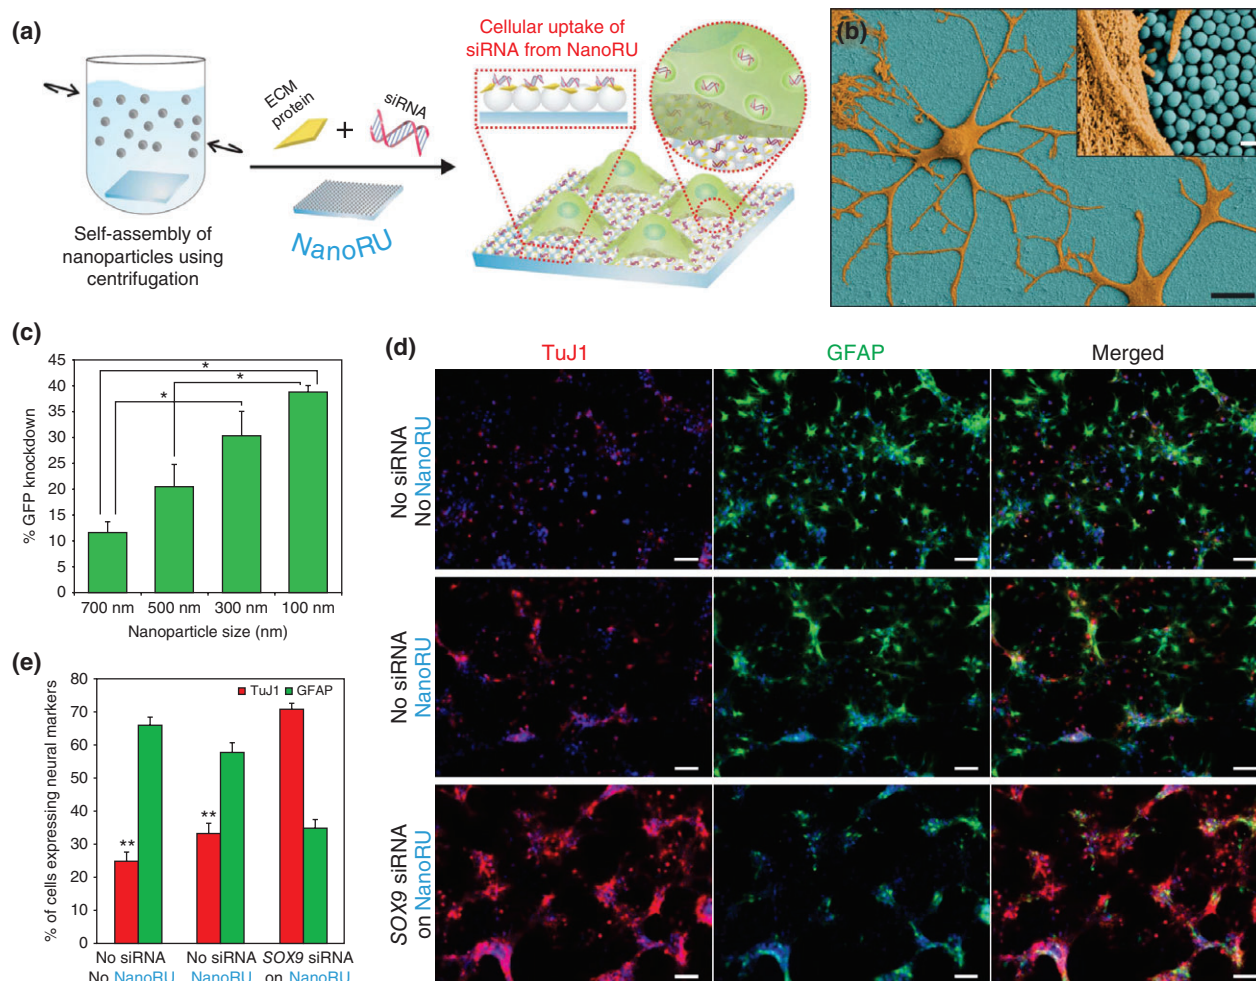 (a)
Self-assembly of
nanoparticles using
centrifugation
ECM
protein
+
siRNA
NanoRU
Cellular uptake of
siRNA from NanoRU
(b)
(c)
% GFP knockdown
45
40
35
30
25
20
15
10
5
0
*
*
*
700 nm
500 nm
300 nm
100 nm
Nanoparticle size (nm)
(d)
TuJ1
GFAP
Merged
No siRNA
No NanoRU
No siRNA
NanoRU
SOX9 siRNA
on NanoRU
(e)
% of cells expressing neural markers
80
70
60
50
40
30
20
10
0
TuJ1
GFAP
**
**
No siRNA
No NanoRU
No siRNA
NanoRU
SOX9 siRNA
on NanoRU